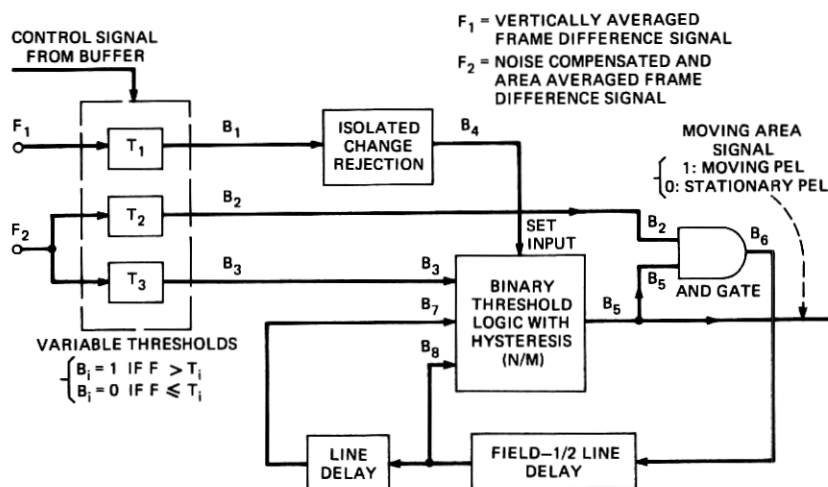 CONTROL SIGNAL
FROM BUFFER
F1 = VERTICALLY AVERAGED
FRAME DIFFERENCE SIGNAL
F2 = NOISE COMPENSATED AND
AREA AVERAGED FRAME
DIFFERENCE SIGNAL
F1
T1
B1
ISOLATED
CHANGE
REJECTION
B4
MOVING AREA
SIGNAL
1: MOVING PEL
0: STATIONARY PEL
F2
T2
B2
SET
INPUT
B2
B6
T3
B3
B3
B5
AND GATE
BINARY
THRESHOLD
LOGIC WITH
HYSTERESIS
(N/M)
B5
B7
B8
VARIABLE THRESHOLDS
Bi = 1 IF F > Ti
Bi = 0 IF F ⩽ Ti
LINE
DELAY
FIELD–1/2 LINE
DELAY